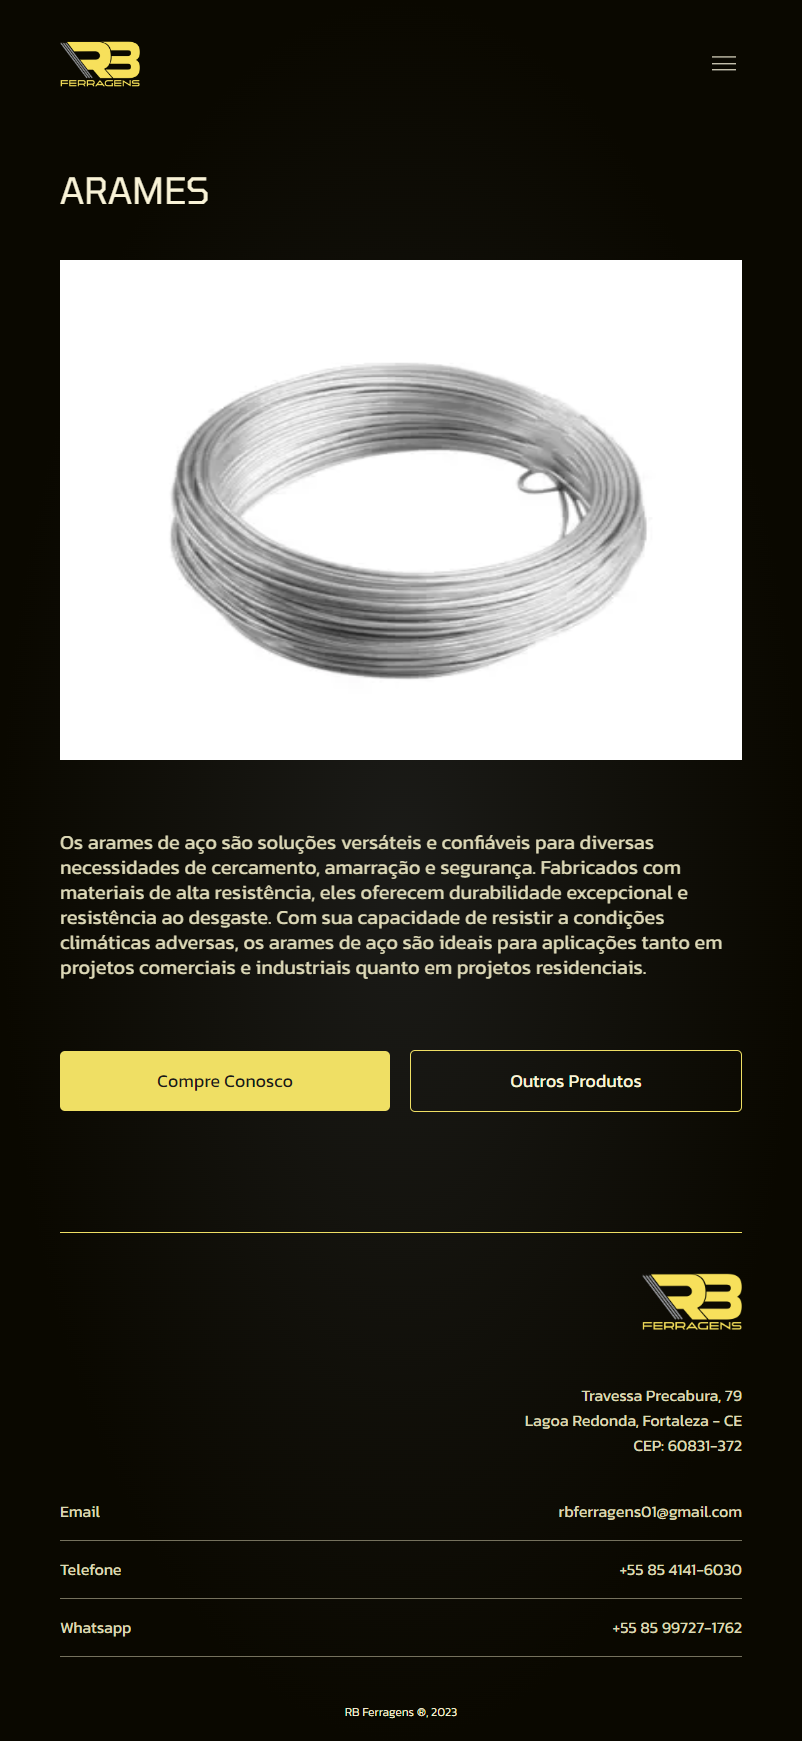 RB
FERRAGENS
ARAMES
Os arames de aço são soluções versáteis e confiáveis para diversas
necessidades de cercamento, amarração e segurança. Fabricados com
materiais de alta resistência, eles oferecem durabilidade excepcional e
resistência ao desgaste. Com sua capacidade de resistir a condições
climáticas adversas, os arames de aço são ideais para aplicações tanto em
projetos comerciais e industriais quanto em projetos residenciais.
Compre Conosco
Outros Produtos
RB
FERRAGENS
Travessa Precabura, 79
Lagoa Redonda, Fortaleza - CE
CEP: 60831-372
Email rbferragens01@gmail.com
Telefone +55 85 4141-6030
Whatsapp +55 85 99727-1762
RB Ferragens ®, 2023